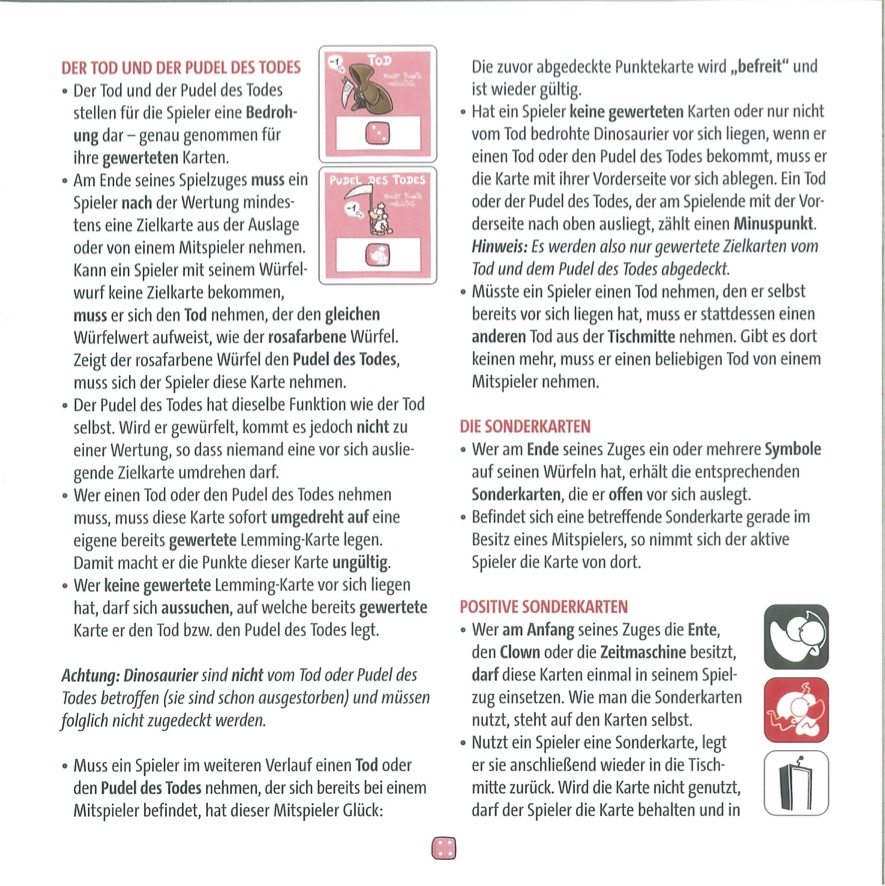 DER TOD UND DER PUDEL DES TODES
• Der Tod und der Pudel des Todes
stellen für die Spieler eine Bedroh-
ung dar – genau genommen für
ihre gewerteten Karten.
• Am Ende seines Spielzuges muss ein
Spieler nach der Wertung mindes-
tens eine Zielkarte aus der Auslage
oder von einem Mitspieler nehmen.
Kann ein Spieler mit seinem Würfel-
wurf keine Zielkarte bekommen,
muss er sich den Tod nehmen, der den gleichen
Würfelwert aufweist, wie der rosafarbene Würfel.
Zeigt der rosafarbene Würfel den Pudel des Todes,
muss sich der Spieler diese Karte nehmen.
• Der Pudel des Todes hat dieselbe Funktion wie der Tod
selbst. Wird er gewürfelt, kommt es jedoch nicht zu
einer Wertung, so dass niemand eine vor sich auslie-
gende Zielkarte umdrehen darf.
• Wer einen Tod oder den Pudel des Todes nehmen
muss, muss diese Karte sofort umgedreht auf eine
eigene bereits gewertete Lemming-Karte legen.
Damit macht er die Punkte dieser Karte ungültig.
• Wer keine gewertete Lemming-Karte vor sich liegen
hat, darf sich aussuchen, auf welche bereits gewertete
Karte er den Tod bzw. den Pudel des Todes legt.
Achtung: Dinosaurier sind nicht vom Tod oder Pudel des
Todes betroffen (sie sind schon ausgestorben) und müssen
folglich nicht zugedeckt werden.
• Muss ein Spieler im weiteren Verlauf einen Tod oder
den Pudel des Todes nehmen, der sich bereits bei einem
Mitspieler befindet, hat dieser Mitspieler Glück:
TOD
-1
MACHT PUNKTE
UNGÜLTIG
PUDEL DES TODES
-1
MACHT PUNKTE
UNGÜLTIG
Die zuvor abgedeckte Punktekarte wird „befreit“ und
ist wieder gültig.
• Hat ein Spieler keine gewerteten Karten oder nur nicht
vom Tod bedrohte Dinosaurier vor sich liegen, wenn er
einen Tod oder den Pudel des Todes bekommt, muss er
die Karte mit ihrer Vorderseite vor sich ablegen. Ein Tod
oder der Pudel des Todes, der am Spielende mit der Vor-
derseite nach oben ausliegt, zählt einen Minuspunkt.
Hinweis: Es werden also nur gewertete Zielkarten vom
Tod und dem Pudel des Todes abgedeckt.
• Müsste ein Spieler einen Tod nehmen, den er selbst
bereits vor sich liegen hat, muss er stattdessen einen
anderen Tod aus der Tischmitte nehmen. Gibt es dort
keinen mehr, muss er einen beliebigen Tod von einem
Mitspieler nehmen.
DIE SONDERKARTEN
• Wer am Ende seines Zuges ein oder mehrere Symbole
auf seinen Würfeln hat, erhält die entsprechenden
Sonderkarten, die er offen vor sich auslegt.
• Befindet sich eine betreffende Sonderkarte gerade im
Besitz eines Mitspielers, so nimmt sich der aktive
Spieler die Karte von dort.
POSITIVE SONDERKARTEN
• Wer am Anfang seines Zuges die Ente,
den Clown oder die Zeitmaschine besitzt,
darf diese Karten einmal in seinem Spiel-
zug einsetzen. Wie man die Sonderkarten
nutzt, steht auf den Karten selbst.
• Nutzt ein Spieler eine Sonderkarte, legt
er sie anschließend wieder in die Tisch-
mitte zurück. Wird die Karte nicht genutzt,
darf der Spieler die Karte behalten und in